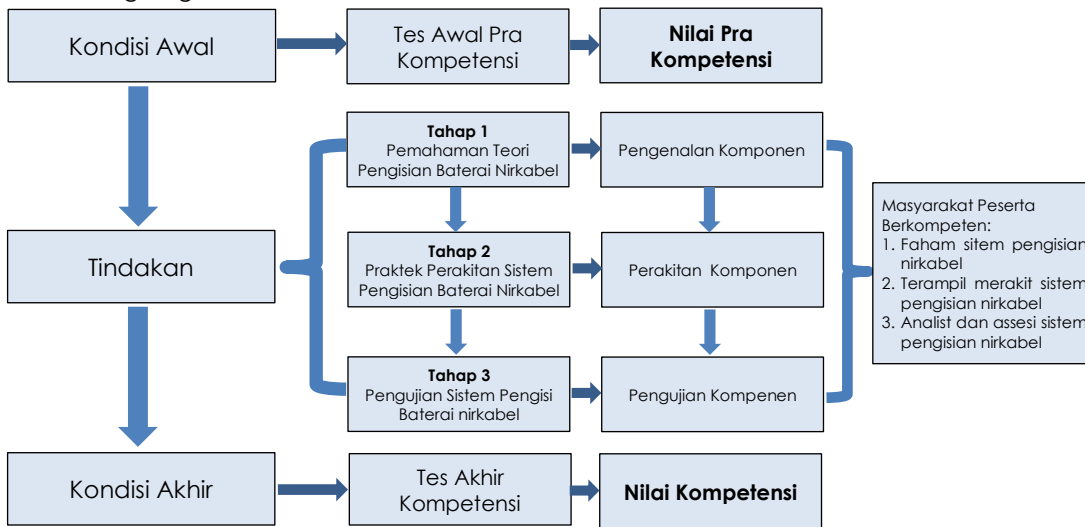 Kondisi Awal
Tes Awal Pra
Kompetensi
Nilai Pra
Kompetensi
Tahap 1
Pemahaman Teori
Pengisian Baterai Nirkabel
Pengenalan Komponen
Masyarakat Peserta
Berkompeten:
1. Faham sitem pengisian
nirkabel
2. Terampil merakit sistem
pengisian nirkabel
3. Analist dan assesi sistem
pengisian nirkabel
Tindakan
Tahap 2
Praktek Perakitan Sistem
Pengisian Baterai Nirkabel
Perakitan Komponen
Tahap 3
Pengujian Sistem Pengisi
Baterai nirkabel
Pengujian Kompenen
Kondisi Akhir
Tes Akhir
Kompetensi
Nilai Kompetensi